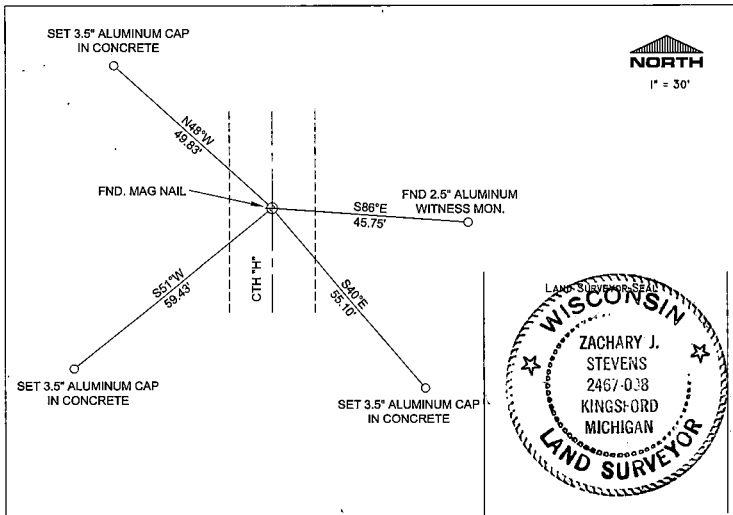 SET 3.5" ALUMINUM CAP
IN CONCRETE
NORTH
1" = 30'
N48°W
49.83'
FND. MAG NAIL
FND 2.5" ALUMINUM
WITNESS MON.
S86°E
45.75'
S51°W
59.43'
CTH "H"
S40°E
55.10'
SET 3.5" ALUMINUM CAP
IN CONCRETE
SET 3.5" ALUMINUM CAP
IN CONCRETE
LAND SURVEYOR SEAL
WISCONSIN
ZACHARY J.
STEVENS
KINGSFORD
MICHIGAN
LAND SURVEYOR